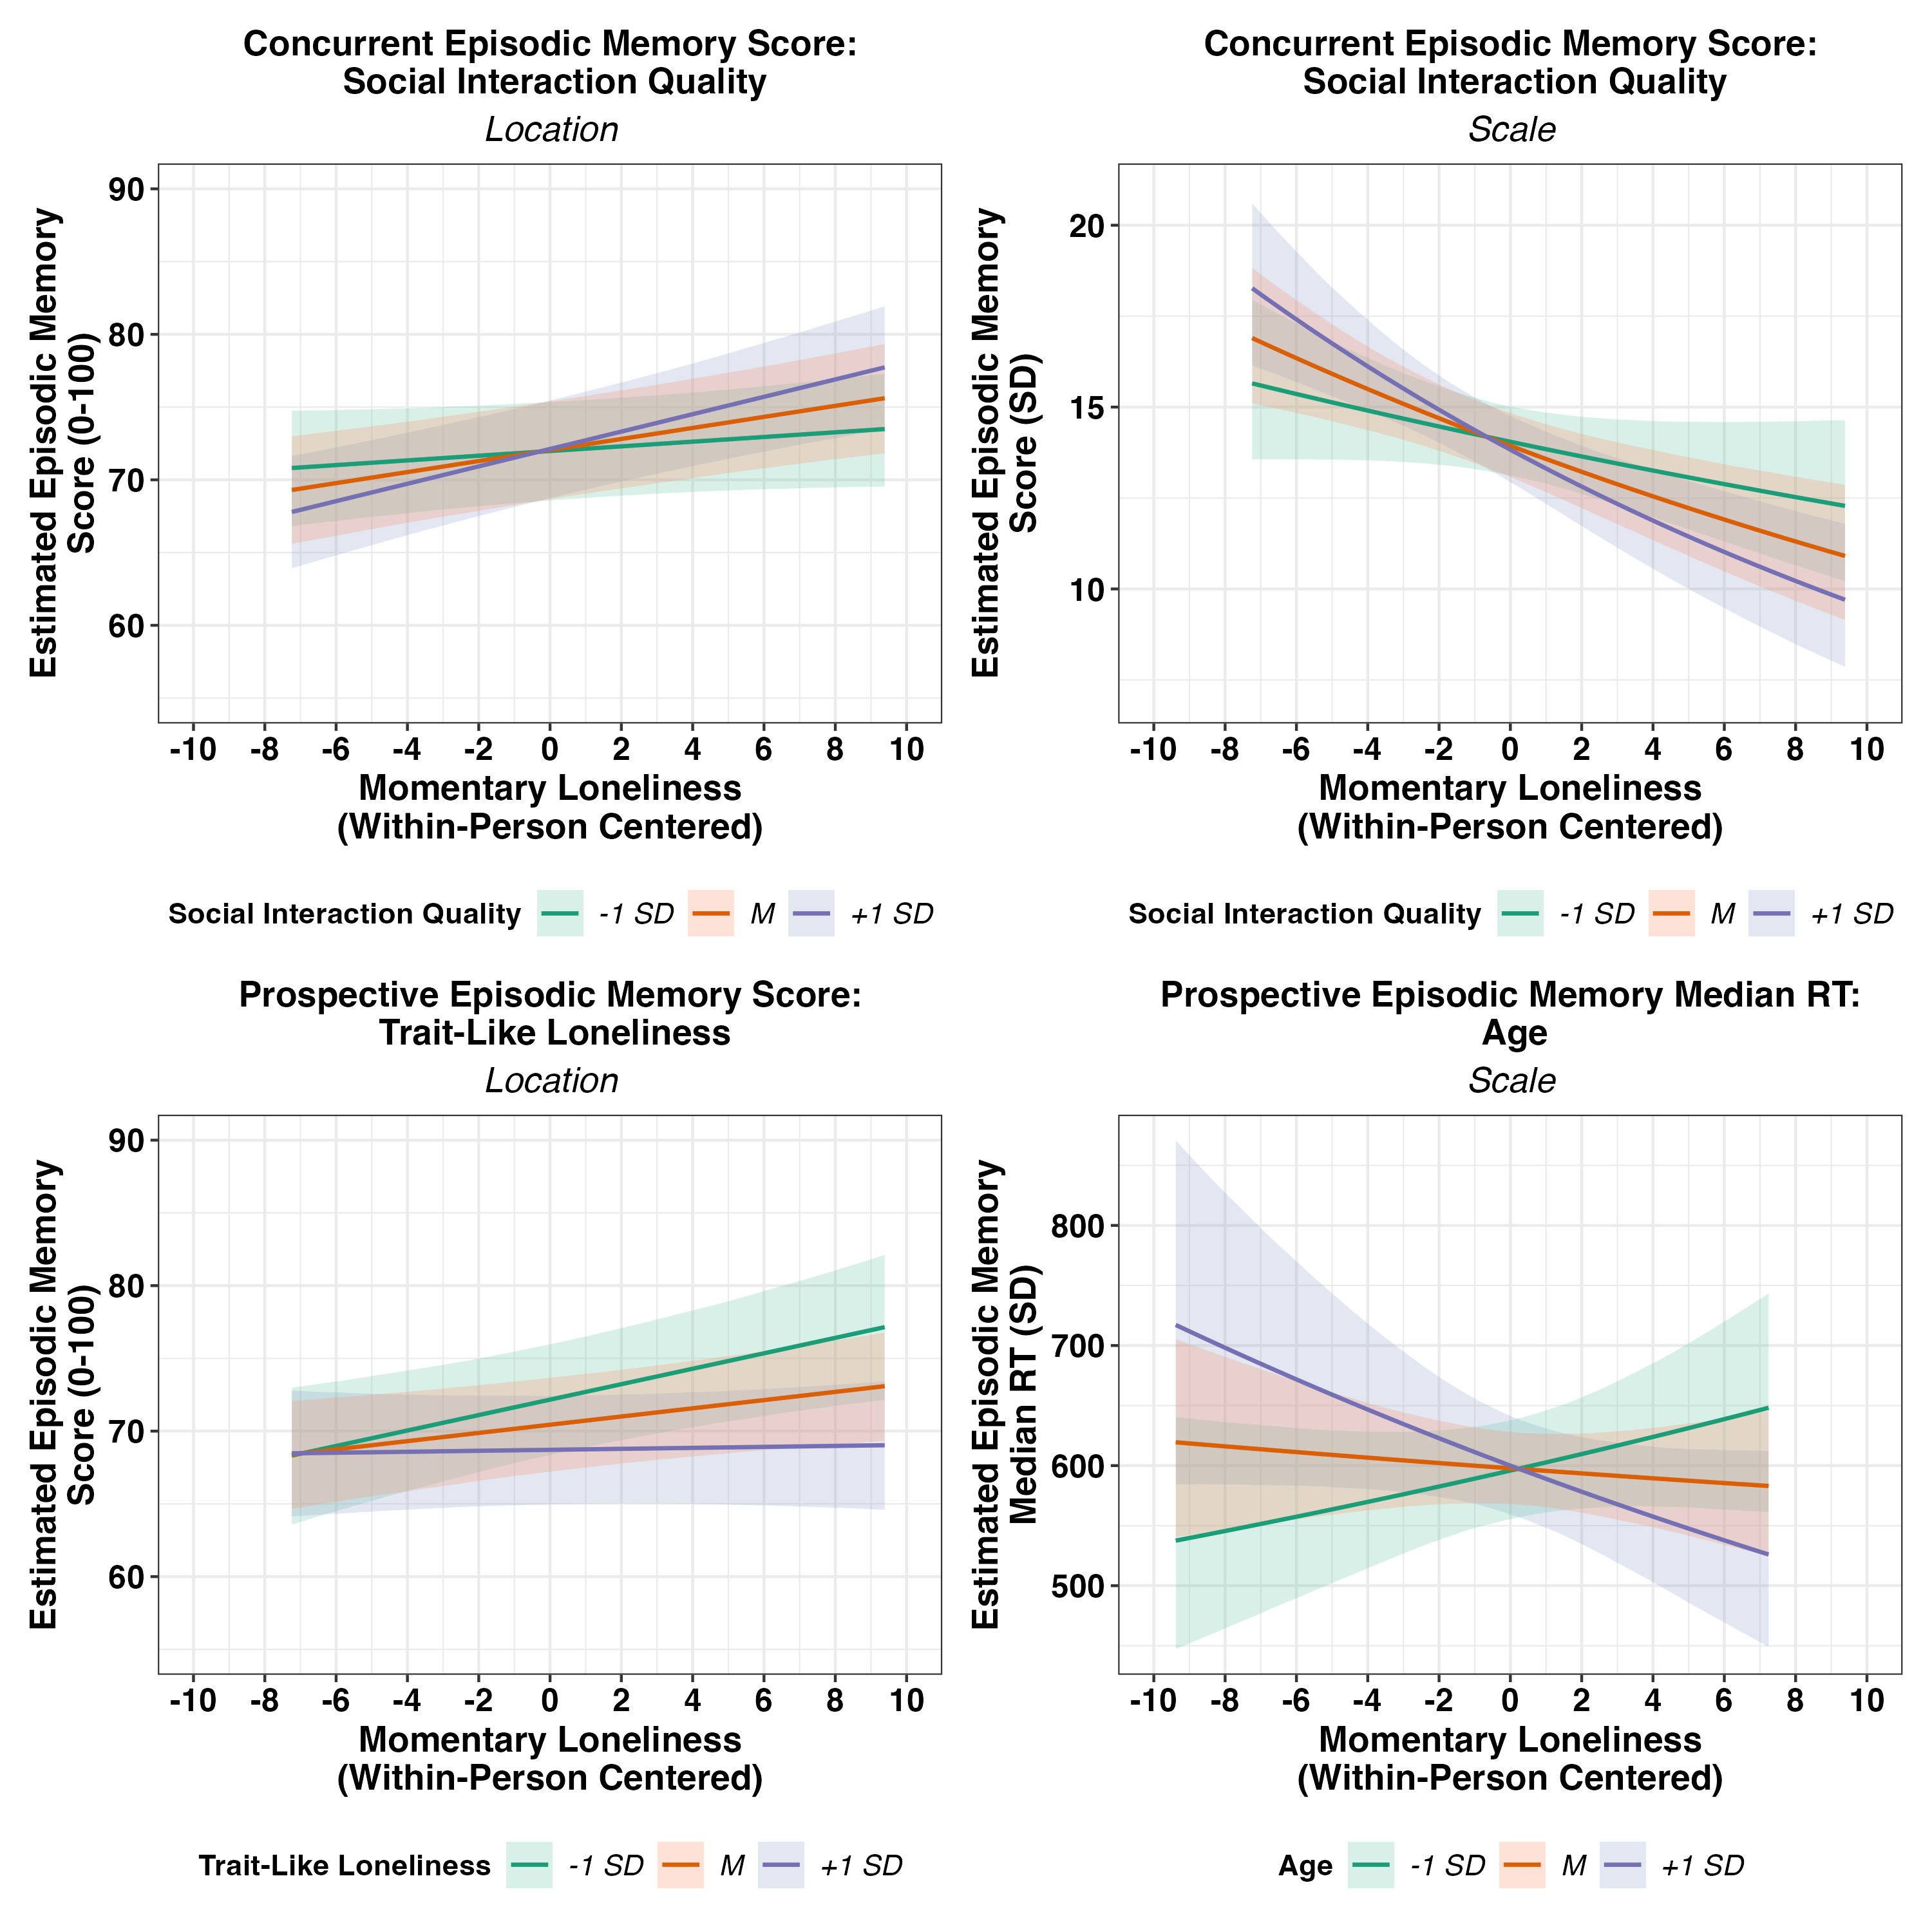 Concurrent Episodic Memory Score:
Social Interaction Quality
Location
Estimated Episodic Memory
Score (0-100)
90
80
70
60
-10 -8 -6 -4 -2 0 2 4 6 8 10
Momentary Loneliness
(Within-Person Centered)
Social Interaction Quality -1 SD M +1 SD
Concurrent Episodic Memory Score:
Social Interaction Quality
Scale
Estimated Episodic Memory
Score (SD)
20
15
10
-10 -8 -6 -4 -2 0 2 4 6 8 10
Momentary Loneliness
(Within-Person Centered)
Social Interaction Quality -1 SD M +1 SD
Prospective Episodic Memory Score:
Trait-Like Loneliness
Location
Estimated Episodic Memory
Score (0-100)
90
80
70
60
-10 -8 -6 -4 -2 0 2 4 6 8 10
Momentary Loneliness
(Within-Person Centered)
Trait-Like Loneliness -1 SD M +1 SD
Prospective Episodic Memory Median RT:
Age
Scale
Estimated Episodic Memory
Median RT (SD)
800
700
600
500
-10 -8 -6 -4 -2 0 2 4 6 8 10
Momentary Loneliness
(Within-Person Centered)
Age -1 SD M +1 SD